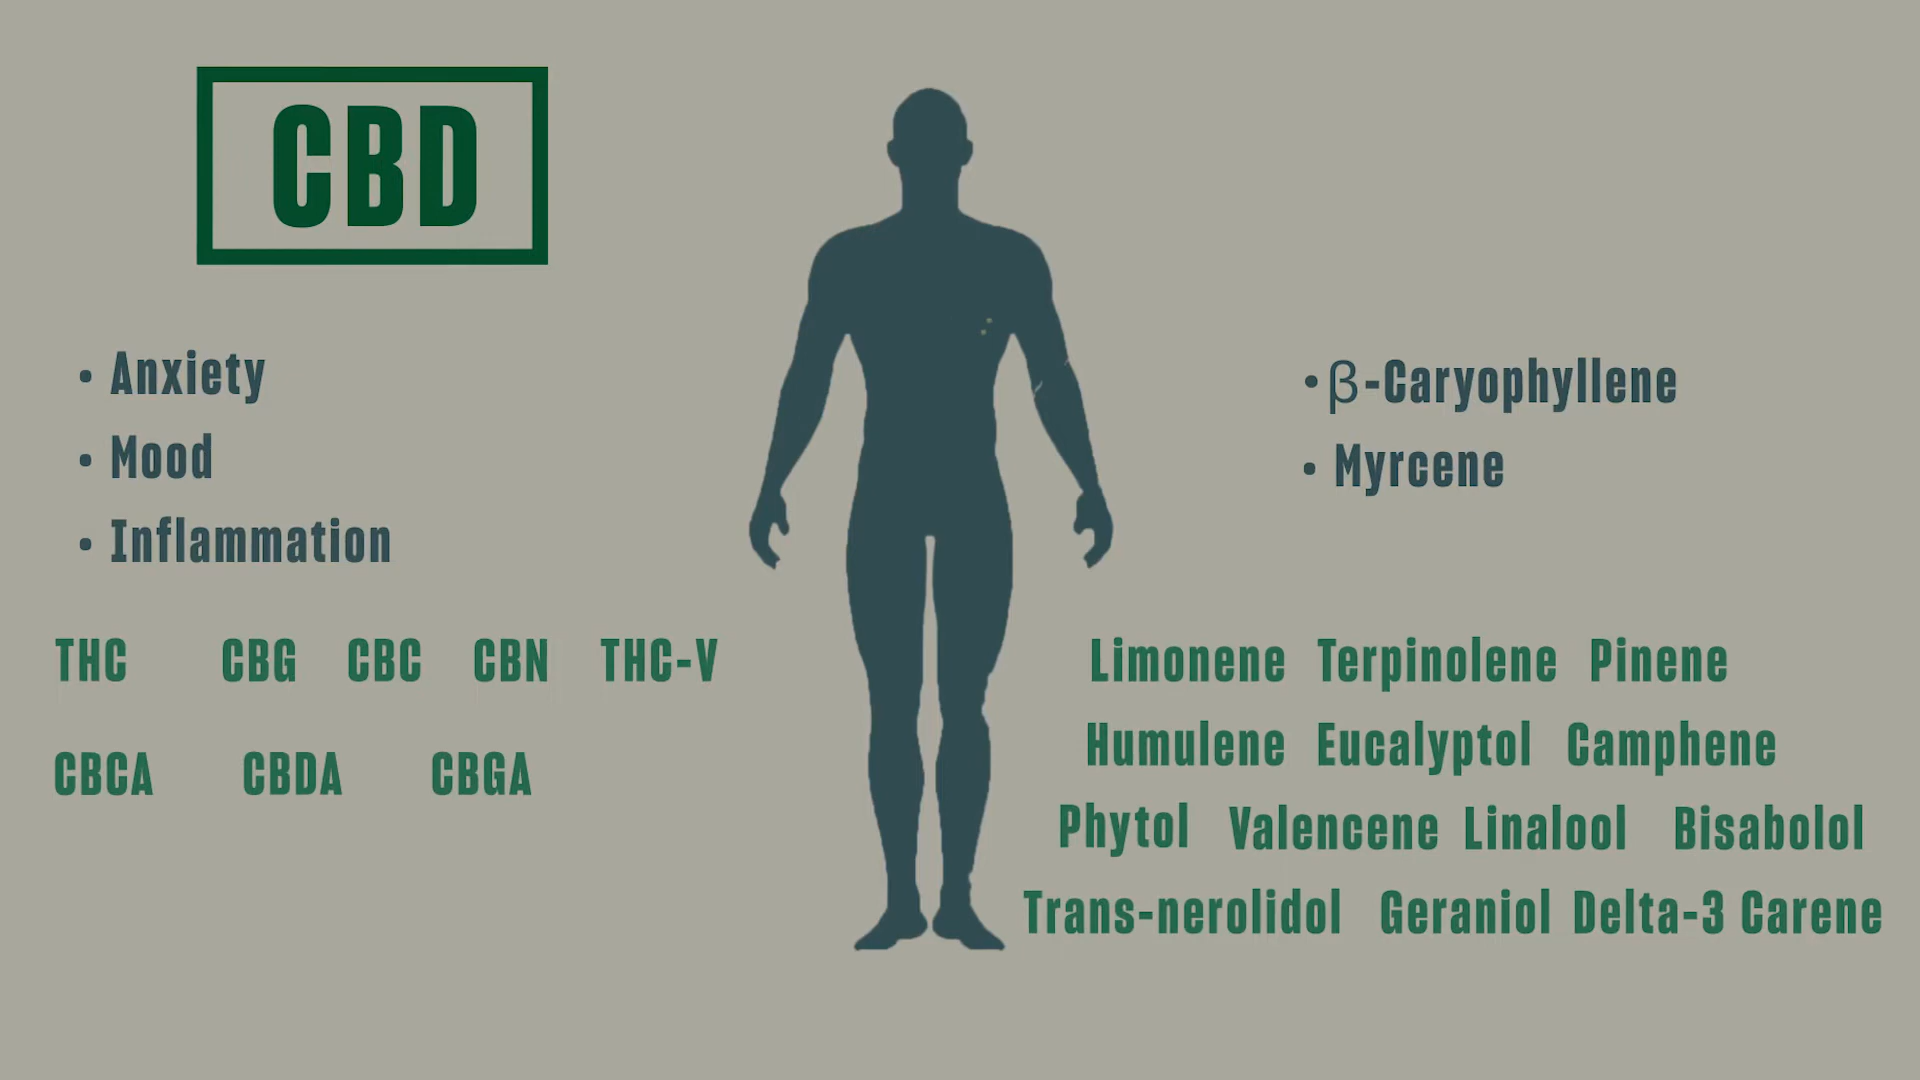 CBD
• Anxiety
• Mood
• Inflammation
THC CBG CBC CBN THC-V
CBCA CBDA CBGA
• β-Caryophyllene
• Myrcene
Limonene Terpinolene Pinene
Humulene Eucalyptol Camphene
Phytol Valencene Linalool Bisabolol
Trans-nerolidol Geraniol Delta-3 Carene